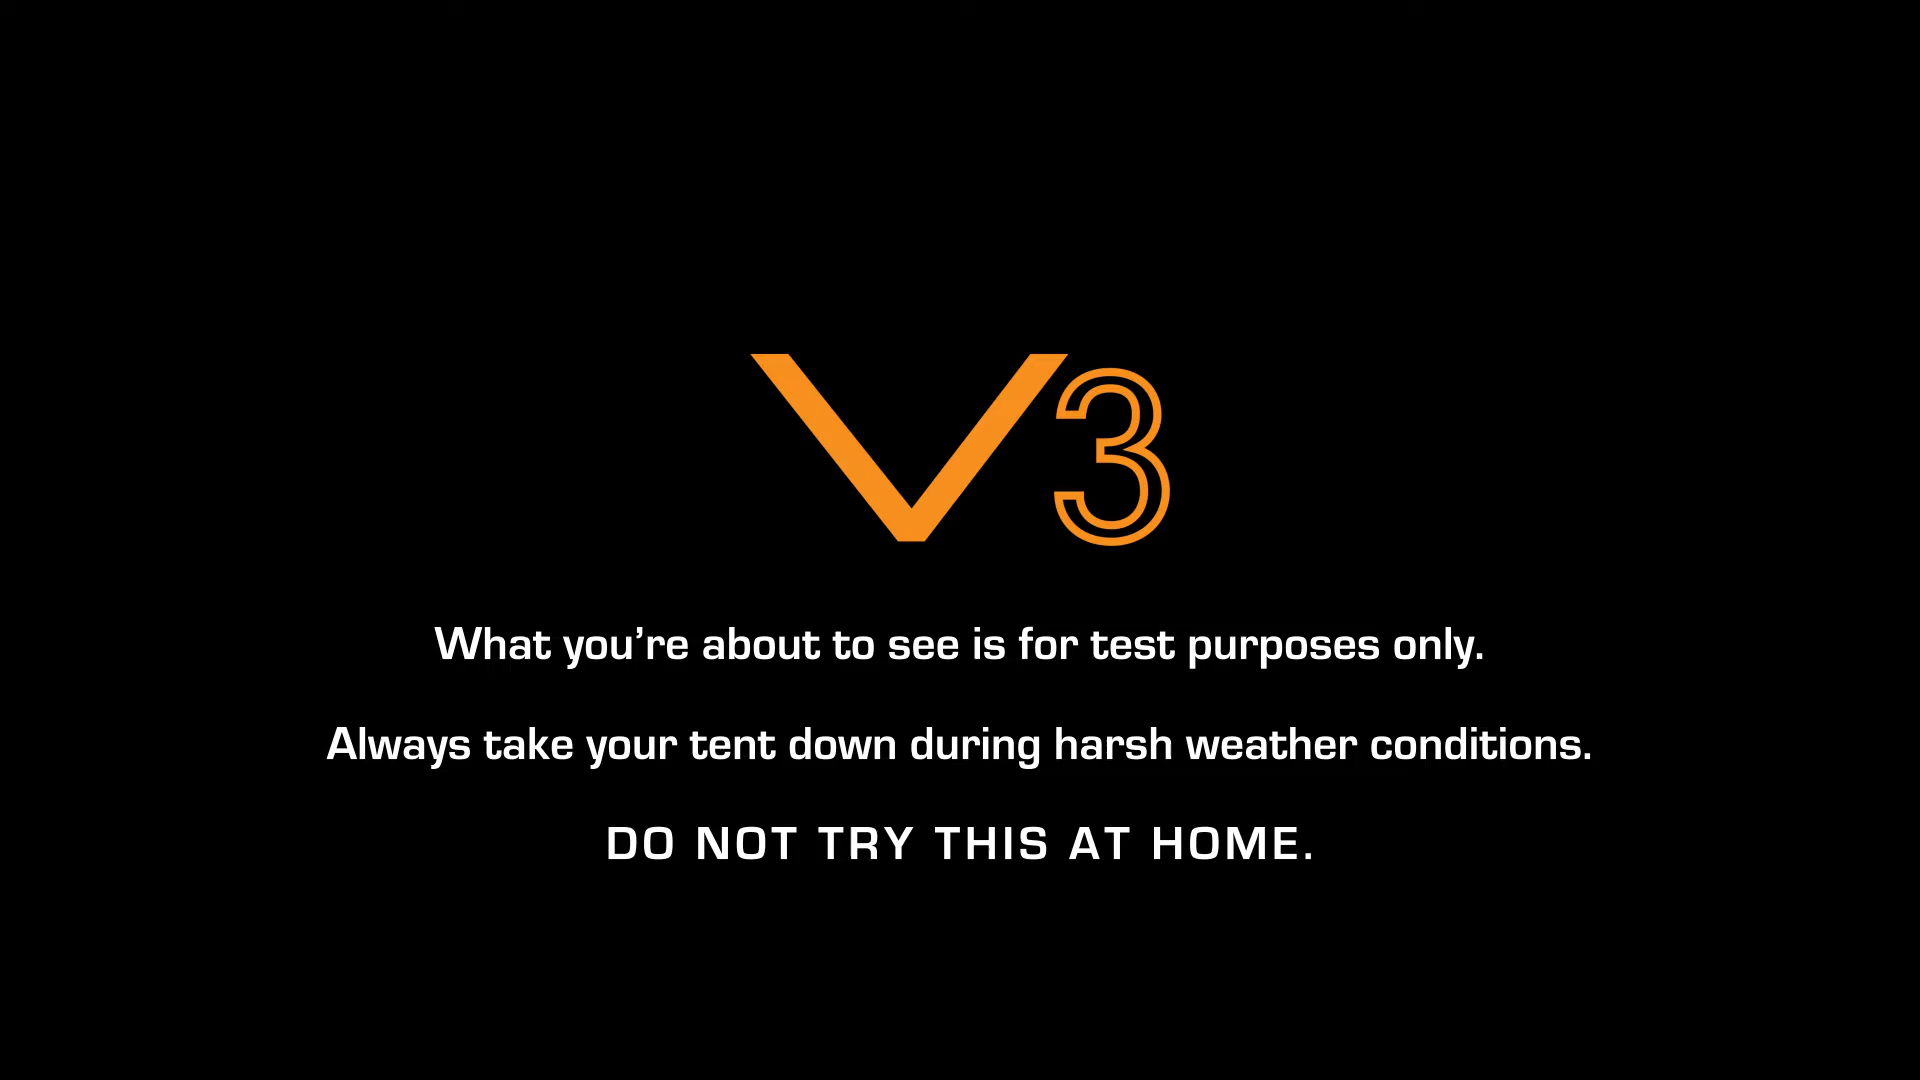 V3
What you’re about to see is for test purposes only.
Always take your tent down during harsh weather conditions.
DO NOT TRY THIS AT HOME.